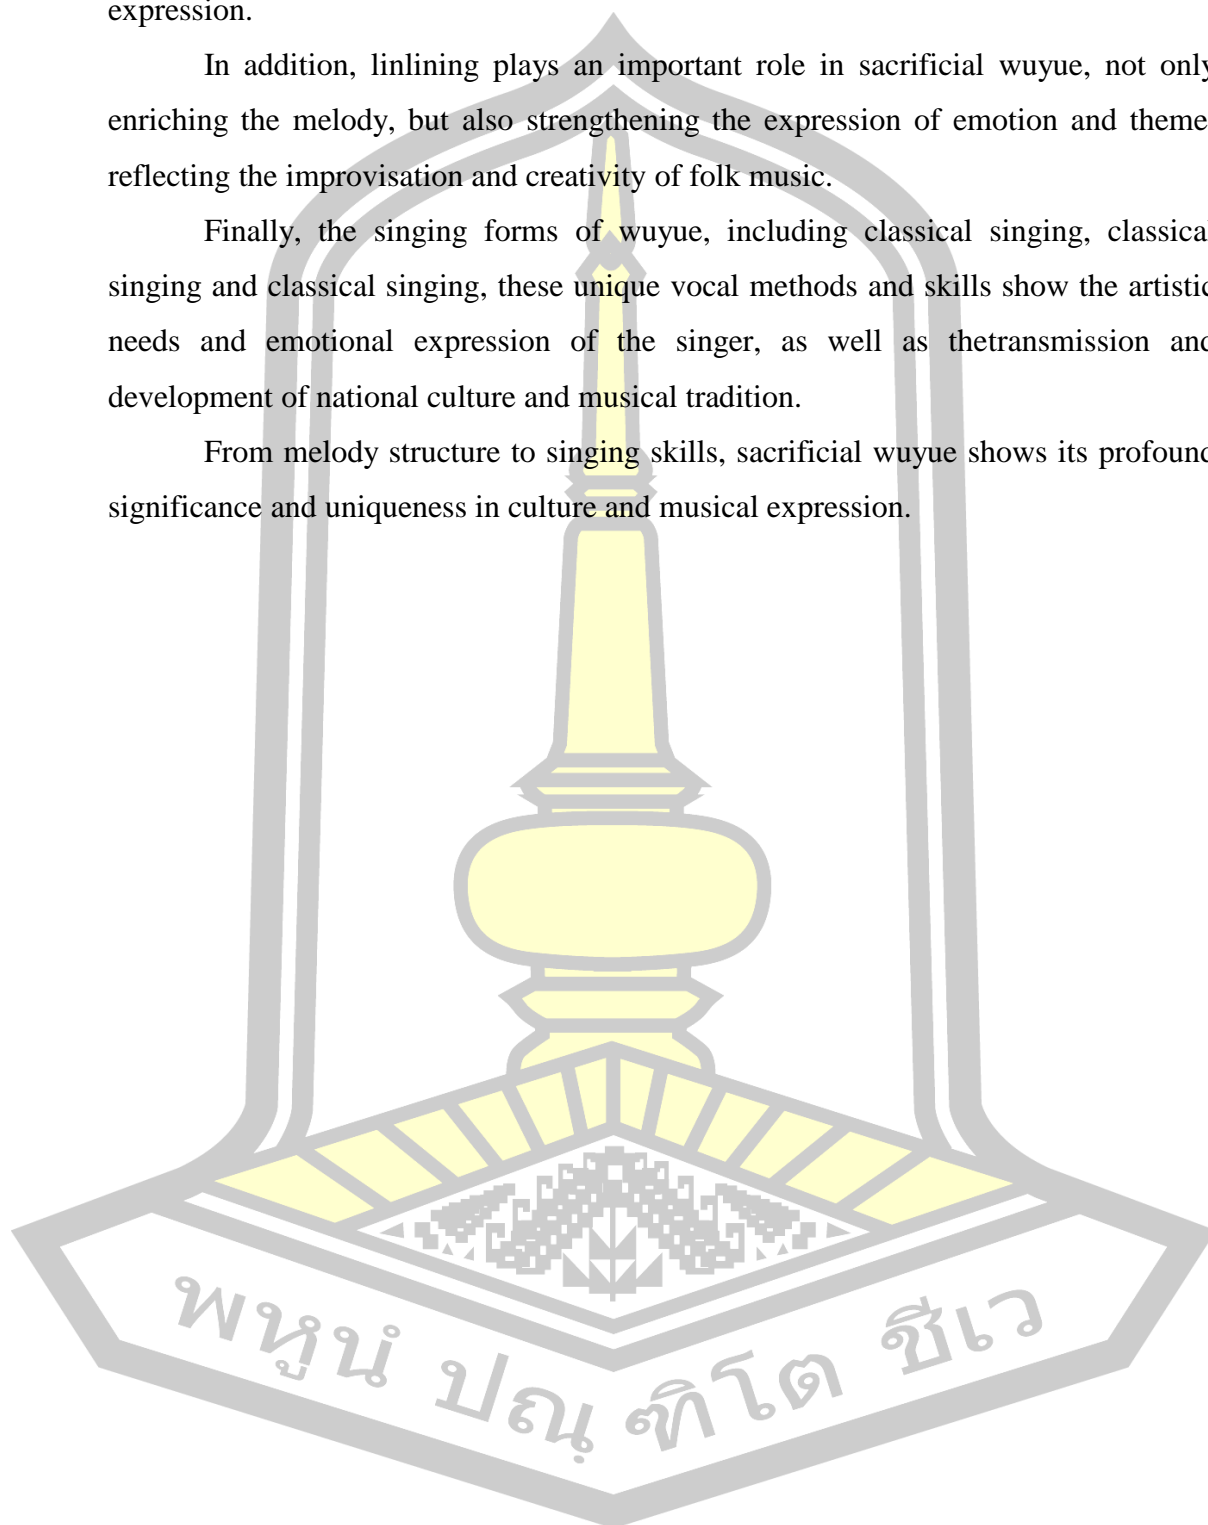 expression.
In addition, linlining plays an important role in sacrificial wuyue, not only
enriching the melody, but also strengthening the expression of emotion and theme
reflecting the improvisation and creativity of folk music.
Finally, the singing forms of wuyue, including classical singing, classical
singing and classical singing, these unique vocal methods and skills show the artistic
needs and emotional expression of the singer, as well as thetransmission and
development of national culture and musical tradition.
From melody structure to singing skills, sacrificial wuyue shows its profound
significance and uniqueness in culture and musical expression.
พหูนํ ปณฺ ฑิโต ชีเว